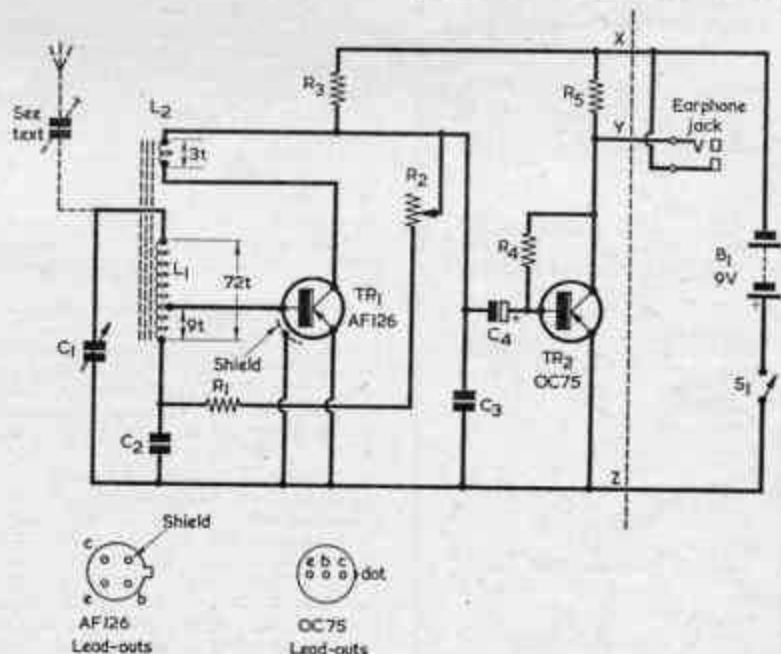 X
R3
R5
L2
See
text
Earphone
jack
Y
V
3t
R2
R4
B1
9V
L1
72t
TR1
AF126
9t
C1
C4
+
+
Shield
TR2
OC75
S1
R1
C3
C2
Z
Shield
c
e
b
AF126
Lead-outs
e b c
dot
OC75
Lead-outs